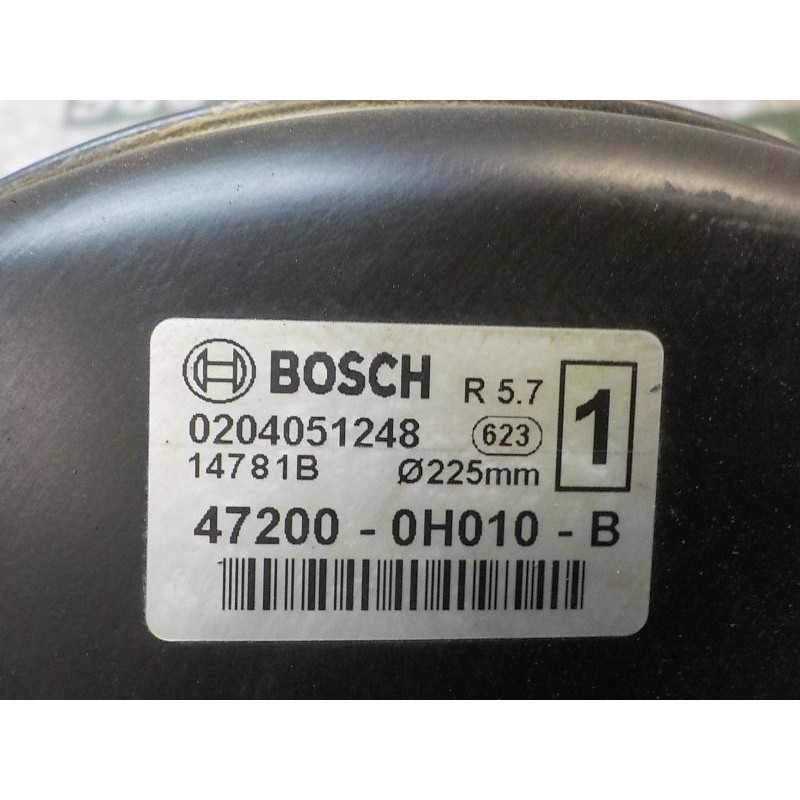 BOSCH R 5.7 1
0204051248 623
14781B Ø225mm
47200 - 0H010 - B